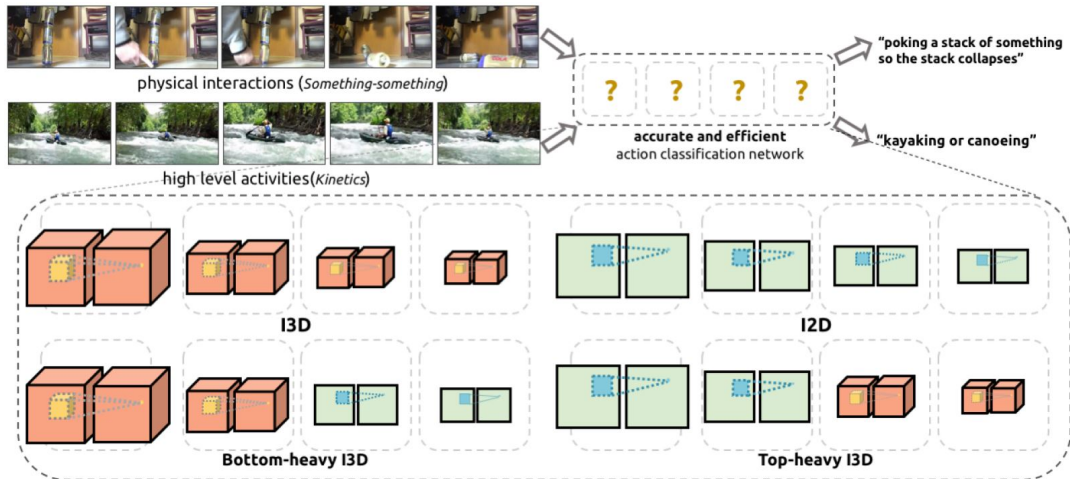 physical interactions (Something-something)
high level activities(Kinetics)
? ? ? ?
accurate and efficient
action classification network
“poking a stack of something
so the stack collapses”
“kayaking or canoeing”
I3D
I2D
Bottom-heavy I3D
Top-heavy I3D